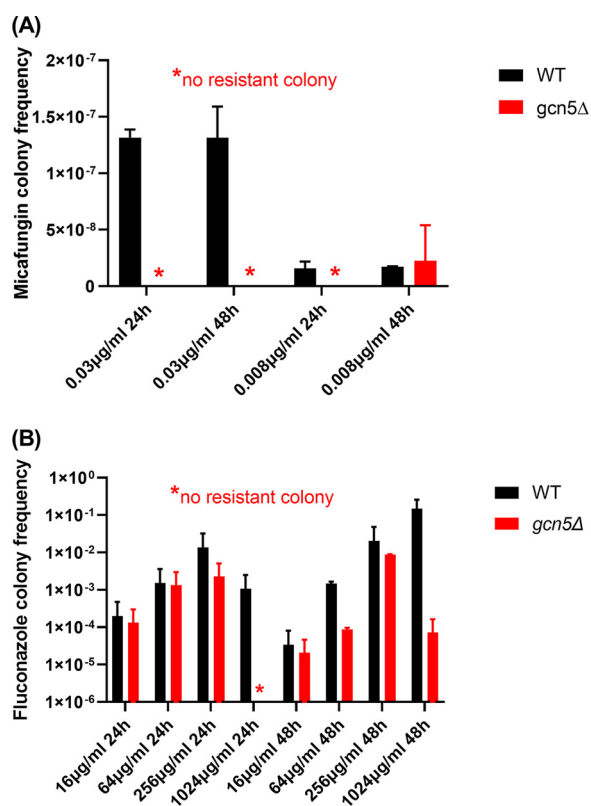 (A)
Micafungin colony frequency
2×10⁻⁷
1.5×10⁻⁷
1×10⁻⁷
5×10⁻⁸
0
*no resistant colony
* * *
WT
gcn5Δ
0.03µg/ml 24h
0.03µg/ml 48h
0.008µg/ml 24h
0.008µg/ml 48h
(B)
Fluconazole colony frequency
1×10⁰
1×10⁻¹
1×10⁻²
1×10⁻³
1×10⁻⁴
1×10⁻⁵
1×10⁻⁶
*no resistant colony
*
WT
gcn5Δ
16µg/ml 24h
64µg/ml 24h
256µg/ml 24h
1024µg/ml 24h
16µg/ml 48h
64µg/ml 48h
256µg/ml 48h
1024µg/ml 48h